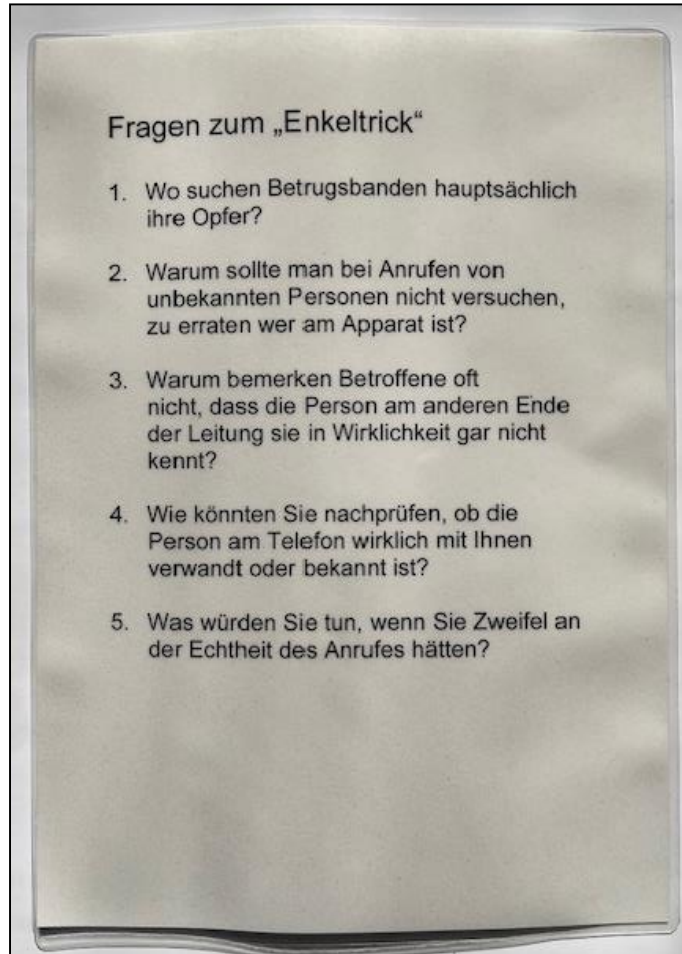 Fragen zum „Enkeltrick“
1. Wo suchen Betrugsbanden hauptsächlich
ihre Opfer?
2. Warum sollte man bei Anrufen von
unbekannten Personen nicht versuchen,
zu erraten wer am Apparat ist?
3. Warum bemerken Betroffene oft
nicht, dass die Person am anderen Ende
der Leitung sie in Wirklichkeit gar nicht
kennt?
4. Wie könnten Sie nachprüfen, ob die
Person am Telefon wirklich mit Ihnen
verwandt oder bekannt ist?
5. Was würden Sie tun, wenn Sie Zweifel an
der Echtheit des Anrufes hätten?